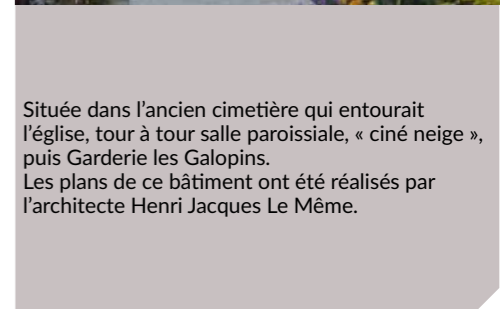 Située dans l’ancien cimetière qui entourait
l’église, tour à tour salle paroissiale, « ciné neige »,
puis Garderie les Galopins.
Les plans de ce bâtiment ont été réalisés par
l’architecte Henri Jacques Le Même.